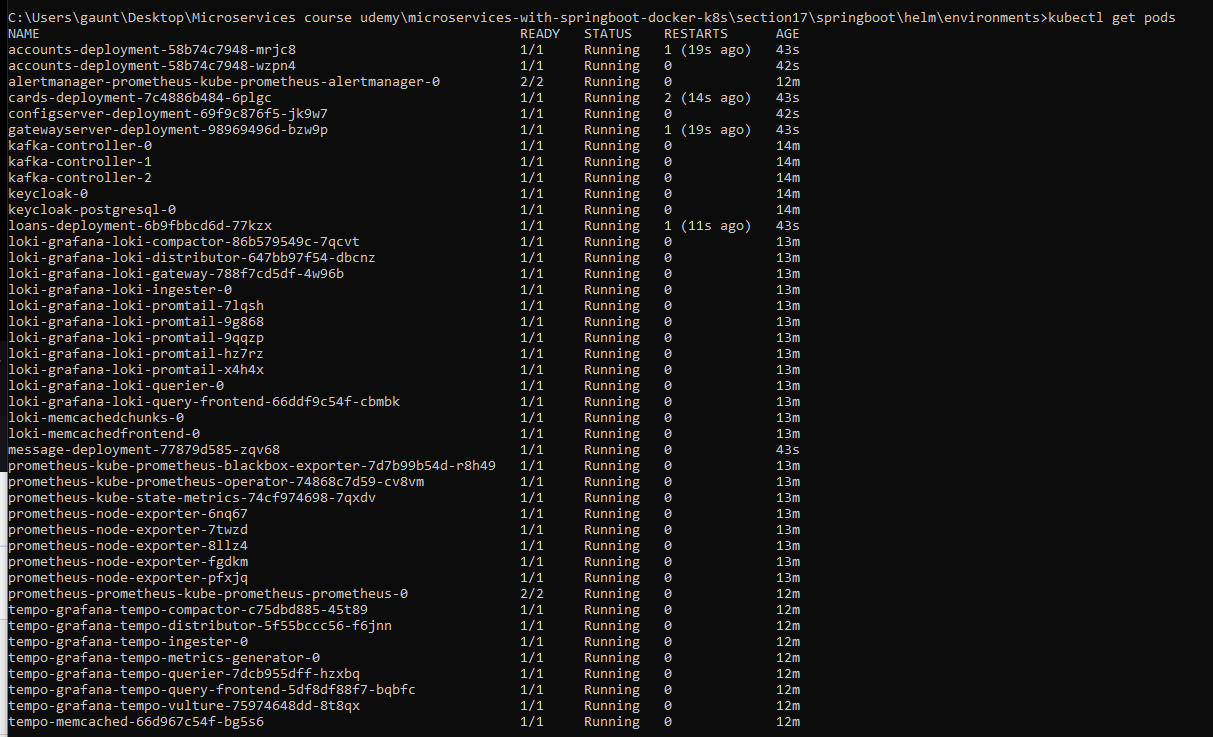 C:\Users\gaunt\Desktop\Microservices course udemy\microservices-with-springboot-docker-k8s\section17\springboot\helm\environments>kubectl get pods
NAME READY STATUS RESTARTS AGE
accounts-deployment-58b74c7948-mrjc8 1/1 Running 1 (19s ago) 43s
accounts-deployment-58b74c7948-wzpn4 1/1 Running 0 42s
alertmanager-prometheus-kube-prometheus-alertmanager-0 2/2 Running 0 12m
cards-deployment-7c4886b484-6plgc 1/1 Running 2 (14s ago) 43s
configserver-deployment-69f9c876f5-jk9w7 1/1 Running 0 42s
gatewayserver-deployment-98969496d-bzw9p 1/1 Running 1 (19s ago) 43s
kafka-controller-0 1/1 Running 0 14m
kafka-controller-1 1/1 Running 0 14m
kafka-controller-2 1/1 Running 0 14m
keycloak-0 1/1 Running 0 14m
keycloak-postgresql-0 1/1 Running 0 14m
loans-deployment-6b9fbbcd6d-77kzx 1/1 Running 1 (11s ago) 43s
loki-grafana-loki-compactor-86b579549c-7qcvt 1/1 Running 0 13m
loki-grafana-loki-distributor-647bb97f54-dbcnz 1/1 Running 0 13m
loki-grafana-loki-gateway-788f7cd5df-4w96b 1/1 Running 0 13m
loki-grafana-loki-ingester-0 1/1 Running 0 13m
loki-grafana-loki-promtail-7lqsh 1/1 Running 0 13m
loki-grafana-loki-promtail-9g868 1/1 Running 0 13m
loki-grafana-loki-promtail-9qqzp 1/1 Running 0 13m
loki-grafana-loki-promtail-hz7rz 1/1 Running 0 13m
loki-grafana-loki-promtail-x4h4x 1/1 Running 0 13m
loki-grafana-loki-querier-0 1/1 Running 0 13m
loki-grafana-loki-query-frontend-66ddf9c54f-cbmbk 1/1 Running 0 13m
loki-memcachedchunks-0 1/1 Running 0 13m
loki-memcachedfrontend-0 1/1 Running 0 13m
message-deployment-77879d585-zqv68 1/1 Running 0 43s
prometheus-kube-prometheus-blackbox-exporter-7d7b99b54d-r8h49 1/1 Running 0 13m
prometheus-kube-prometheus-operator-74868c7d59-cv8vm 1/1 Running 0 13m
prometheus-kube-state-metrics-74cf974698-7qxdv 1/1 Running 0 13m
prometheus-node-exporter-6nq67 1/1 Running 0 13m
prometheus-node-exporter-7twzd 1/1 Running 0 13m
prometheus-node-exporter-8llz4 1/1 Running 0 13m
prometheus-node-exporter-fgdkm 1/1 Running 0 13m
prometheus-node-exporter-pfxjq 1/1 Running 0 13m
prometheus-prometheus-kube-prometheus-prometheus-0 2/2 Running 0 12m
tempo-grafana-tempo-compactor-c75dbd885-45t89 1/1 Running 0 12m
tempo-grafana-tempo-distributor-5f55bccc56-f6jnn 1/1 Running 0 12m
tempo-grafana-tempo-ingester-0 1/1 Running 0 12m
tempo-grafana-tempo-metrics-generator-0 1/1 Running 0 12m
tempo-grafana-tempo-querier-7dcb955dff-hzxbq 1/1 Running 0 12m
tempo-grafana-tempo-query-frontend-5df8df88f7-bqbfc 1/1 Running 0 12m
tempo-grafana-tempo-vulture-75974648dd-8t8qx 1/1 Running 0 12m
tempo-memcached-66d967c54f-bg5s6 1/1 Running 0 12m